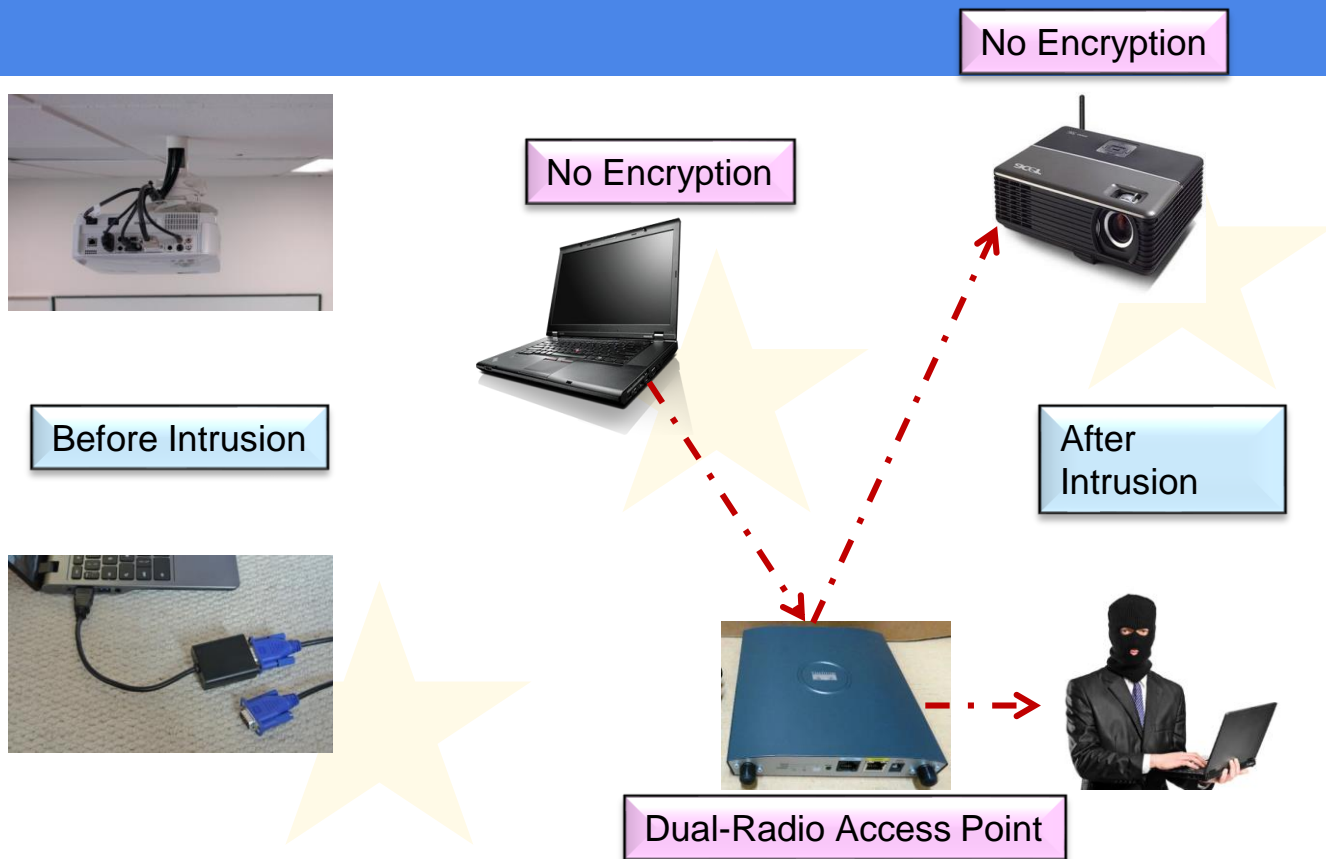 No Encryption
No Encryption
Before Intrusion
After
Intrusion
Dual-Radio Access Point